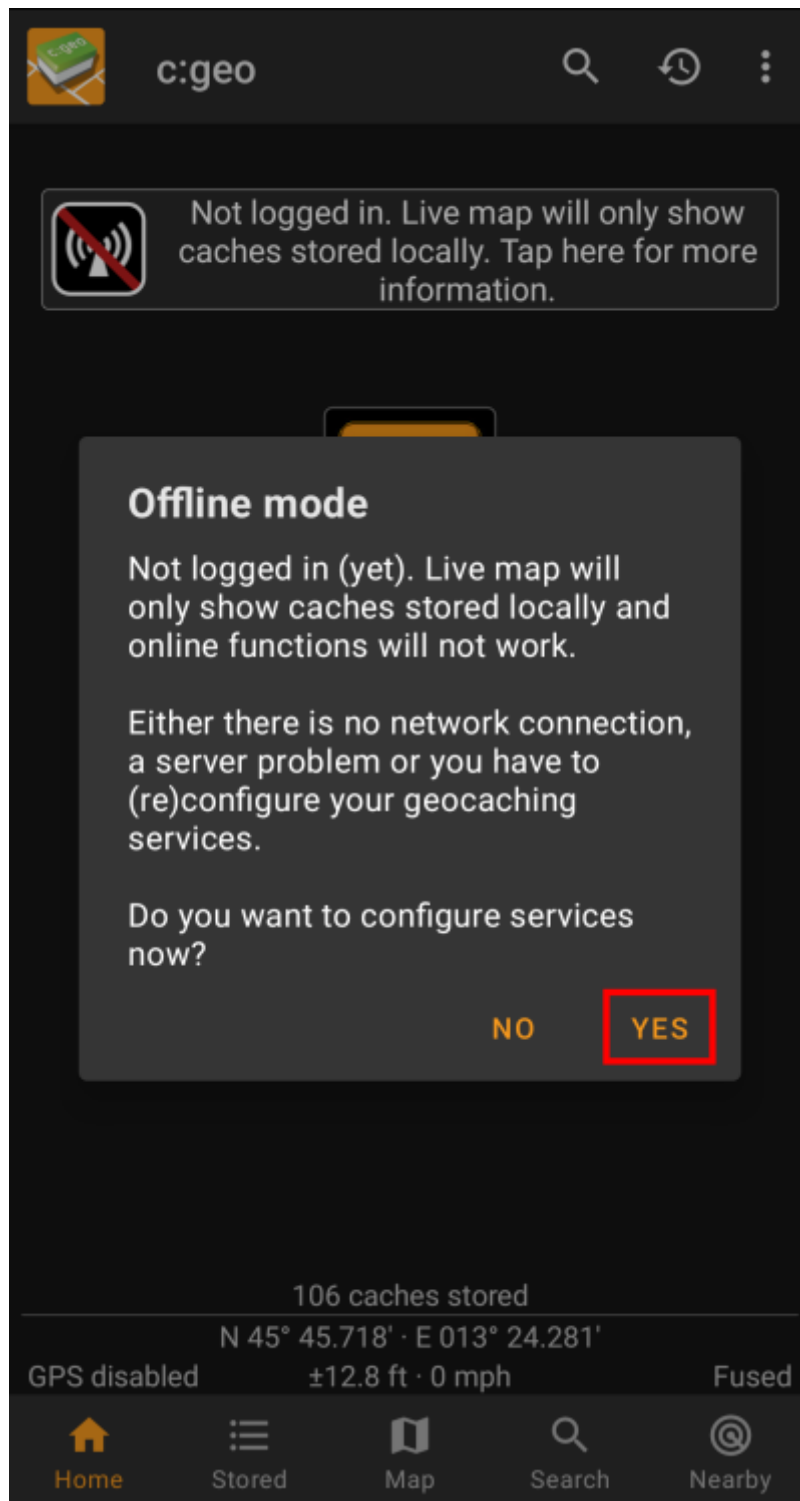 c:geo
c:geo
Not logged in. Live map will only show
caches stored locally. Tap here for more
information.
Offline mode
Not logged in (yet). Live map will
only show caches stored locally and
online functions will not work.
Either there is no network connection,
a server problem or you have to
(re)configure your geocaching
services.
Do you want to configure services
now?
NO YES
106 caches stored
N 45° 45.718' · E 013° 24.281'
GPS disabled ±12.8 ft · 0 mph Fused
Home Stored Map Search Nearby